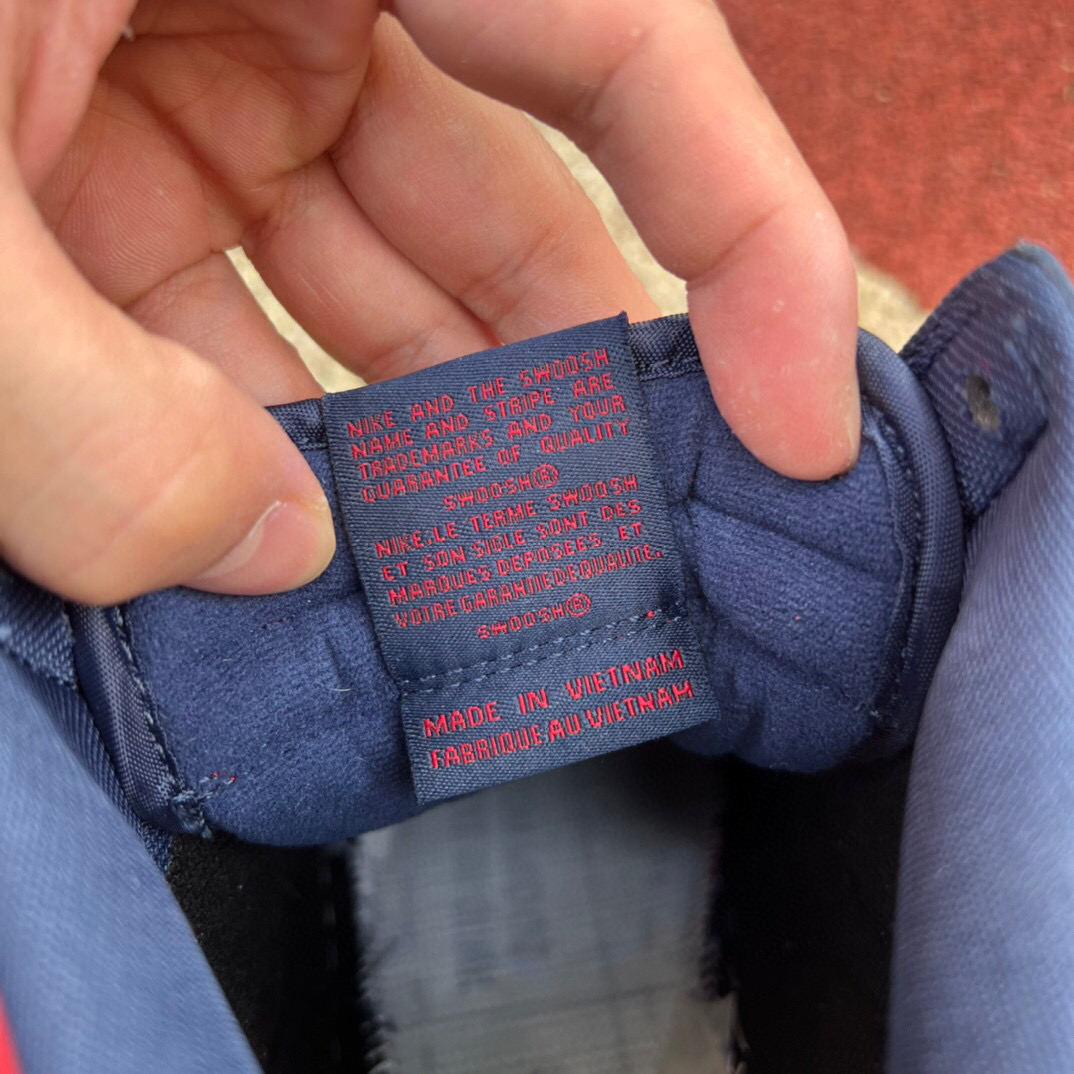 NIKE AND THE SWOOSH
NAME AND STRIPE ARE
TRADEMARKS AND YOUR
GUARANTEE OF QUALITY
SWOOSH®
NIKE.LE TERME SWOOSH
ET SON SIGLE SONT DES
MARQUES DEPOSEES ET
VOTRE GARANTIE DE QUALITE.
SWOOSH®
MADE IN VIETNAM
FABRIQUE AU VIETNAM